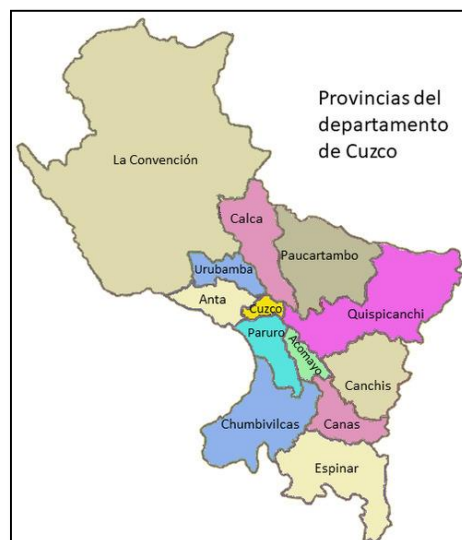 Provincias del
departamento
de Cuzco
La Convención
Calca
Paucartambo
Urubamba
Anta
Cuzco
Quispicanchi
Paruro
Acomayo
Canchis
Chumbivilcas
Canas
Espinar